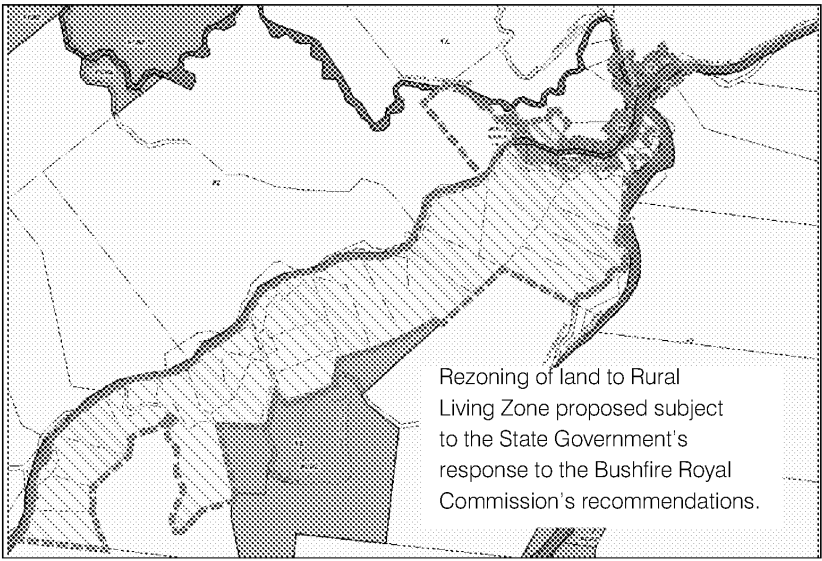 Rezoning of land to Rural
Living Zone proposed subject
to the State Government's
response to the Bushfire Royal
Commission's recommendations.